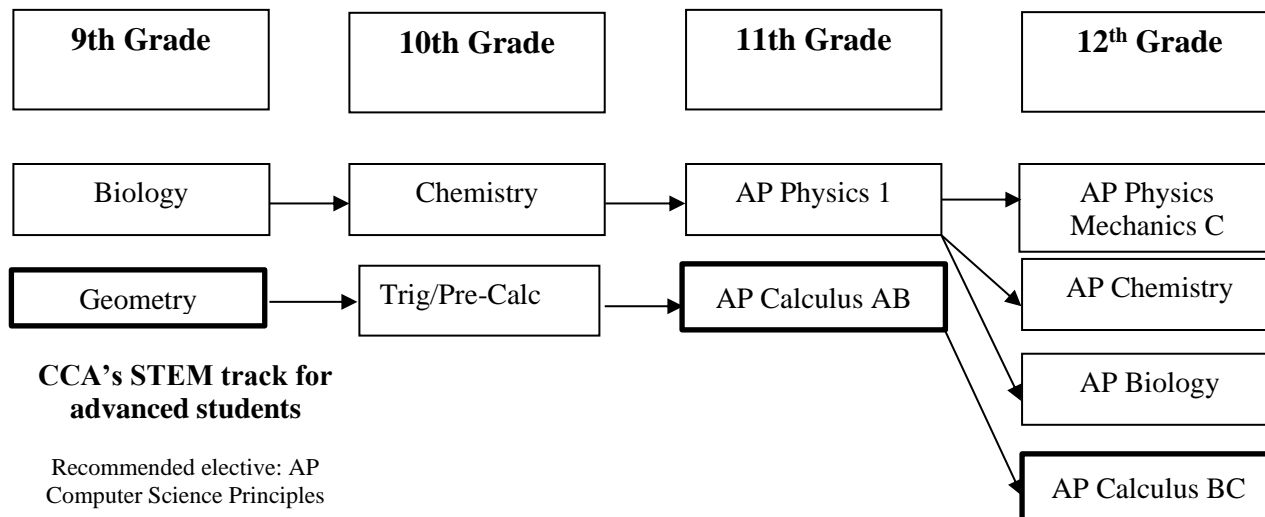 9th Grade
10th Grade
11th Grade
12th Grade
Biology
Chemistry
AP Physics 1
AP Physics
Mechanics C
Geometry
Trig/Pre-Calc
AP Calculus AB
AP Chemistry
CCA’s STEM track for
advanced students
AP Biology
Recommended elective: AP
Computer Science Principles
AP Calculus BC